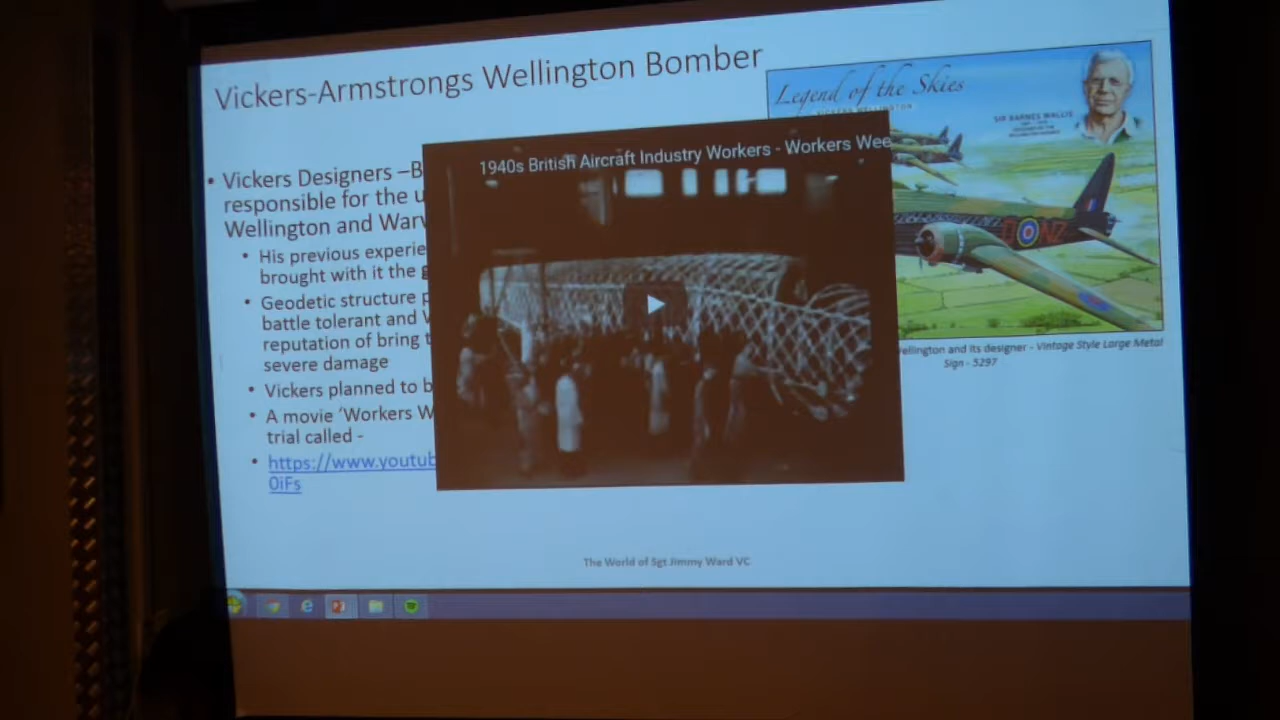 Vickers-Armstrongs Wellington Bomber
Legend of the Skies
SIR BARNES WALLIS
1940s British Aircraft Industry Workers - Workers Wee
• Vickers Designers –B
responsible for the u
Wellington and Warw
• His previous experie
brought with it the g
• Geodetic structure p
battle tolerant and
reputation of bring t
severe damage
• Vickers planned to b
• A movie ‘Workers W
trial called -
• https://www.youtub
0iFs
ellington and its designer - Vintage Style Large Metal
Sign - 5297
The World of Sgt Jimmy Ward VC